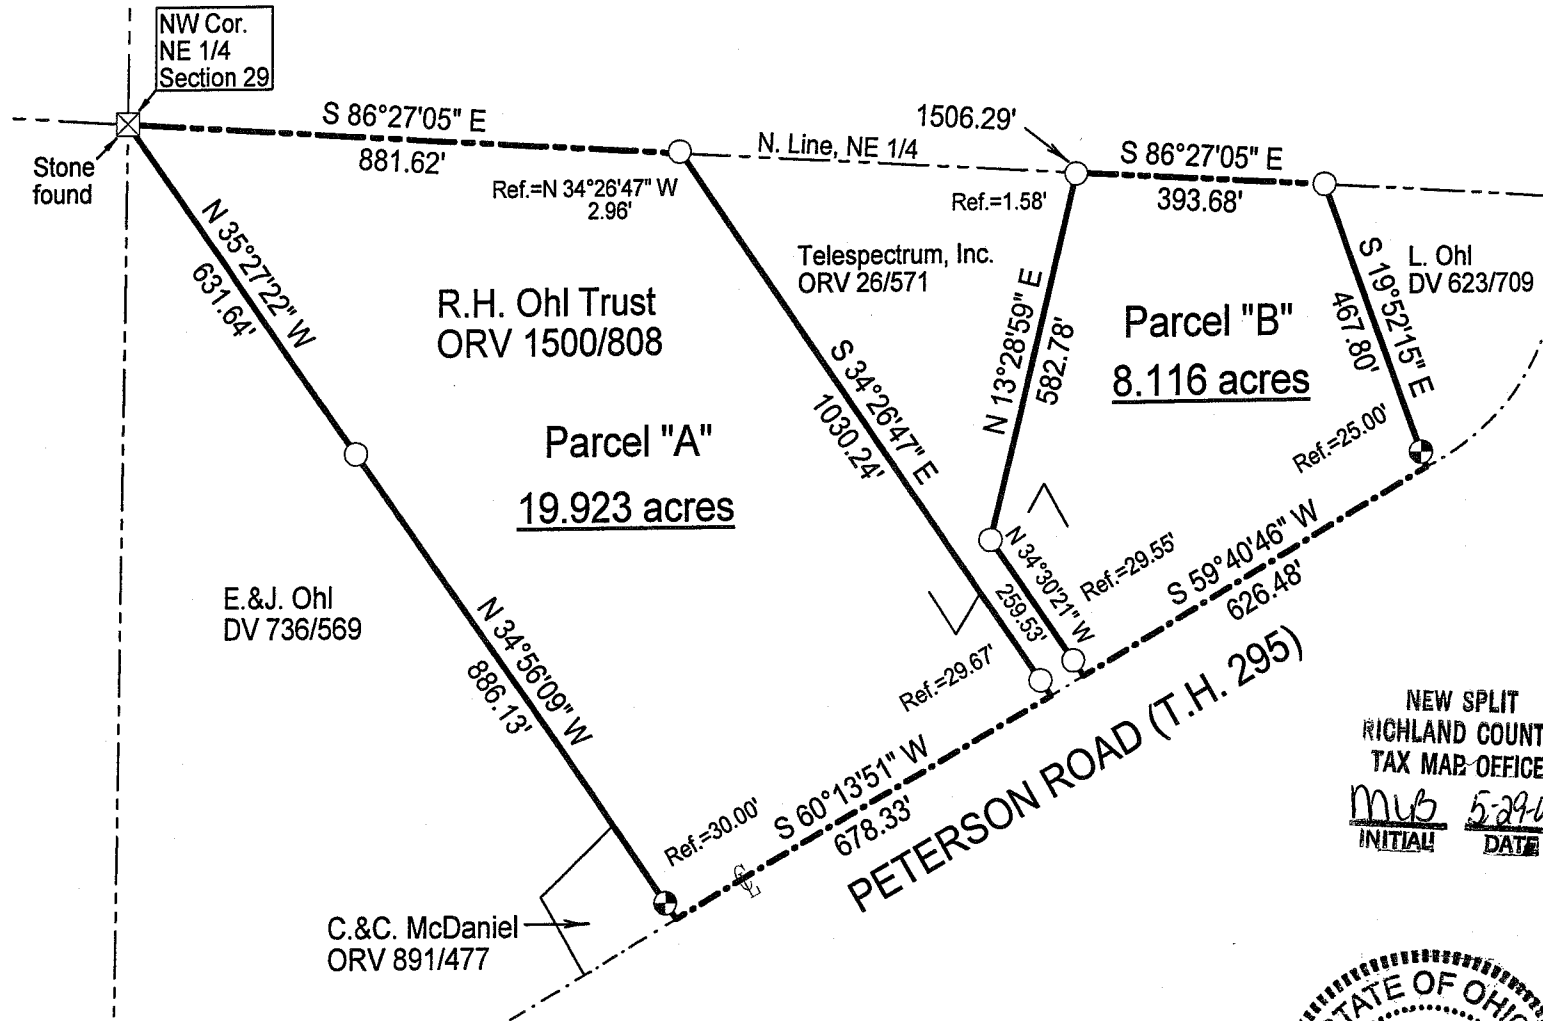 NW Cor.
NE 1/4
Section 29
Stone
found
S 86°27'05" E
881.62'
Ref.=N 34°26'47" W
2.96'
N. Line, NE 1/4
1506.29'
S 86°27'05" E
393.68'
Ref.=1.58'
N 35°27'22" W
631.64'
R.H. Ohl Trust
ORV 1500/808
Telespectrum, Inc.
ORV 26/571
N 13°28'59" E
582.78'
Parcel "B"
8.116 acres
S 19°52'15" E
467.80'
L. Ohl
DV 623/709
S 34°26'47" E
1030.24'
Parcel "A"
19.923 acres
Ref.=25.00'
E.&J. Ohl
DV 736/569
N 34°56'09" W
886.13'
N 34°30'21" W
259.53'
Ref.=29.55'
S 59°40'46" W
626.48'
Ref.=29.67'
Ref.=30.00'
S 60°13'51" W
678.33'
PETERSON ROAD (T.H. 295)
C.&C. McDaniel
ORV 891/477
NEW SPLIT
RICHLAND COUNT
TAX MAP OFFICE
MUB 5-29-
INITIAL DATE
STATE OF OHIO